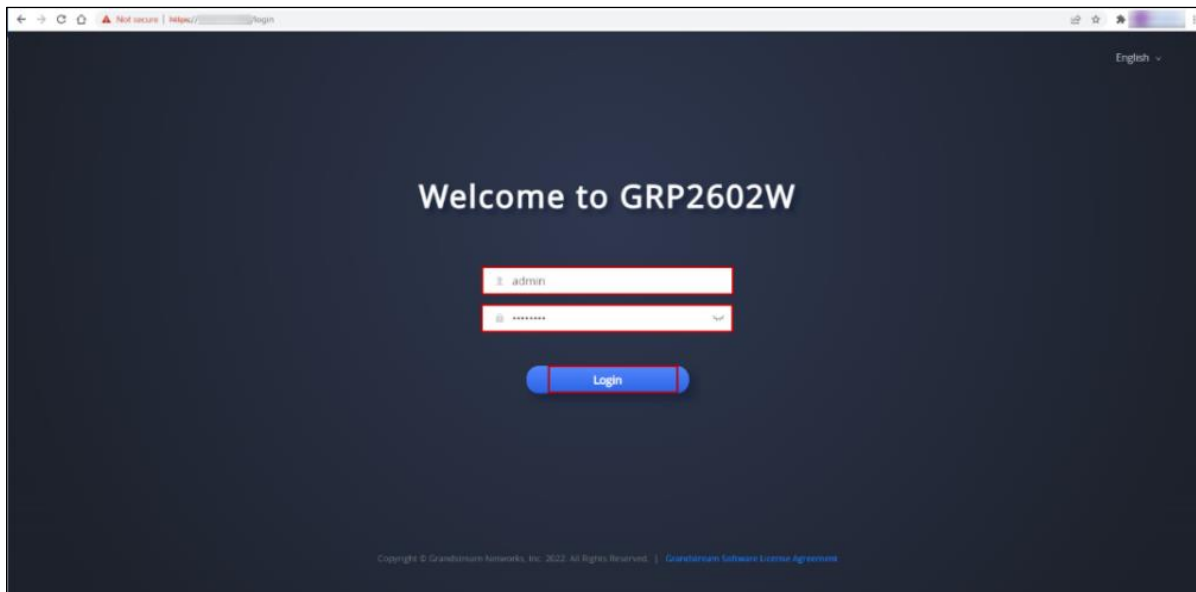 Not secure | https:// /login
English
Welcome to GRP2602W
admin
••••••••
Login
Copyright © Grandstream Networks, Inc. 2022. All Rights Reserved. | Grandstream Software License Agreement